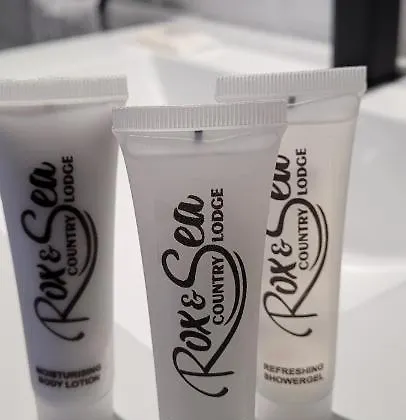 Rox & Sea
COUNTRY LODGE
MOISTURISING
BODY LOTION
Rox & Sea
COUNTRY LODGE
Rox & Sea
COUNTRY LODGE
REFRESHING
SHOWERGEL